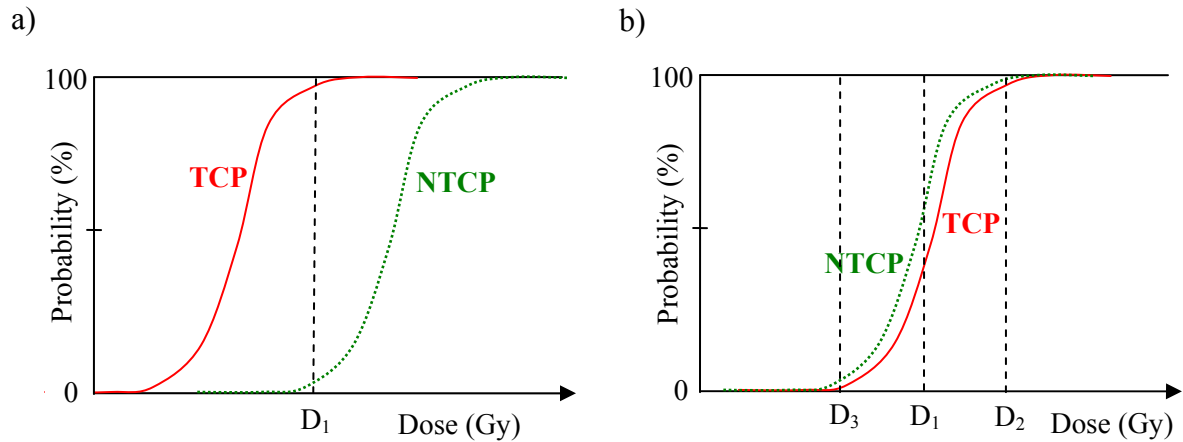 a)
100
Probability (%)
TCP
NTCP
0
D₁
Dose (Gy)
b)
100
Probability (%)
NTCP
TCP
0
D₃
D₁
D₂
Dose (Gy)